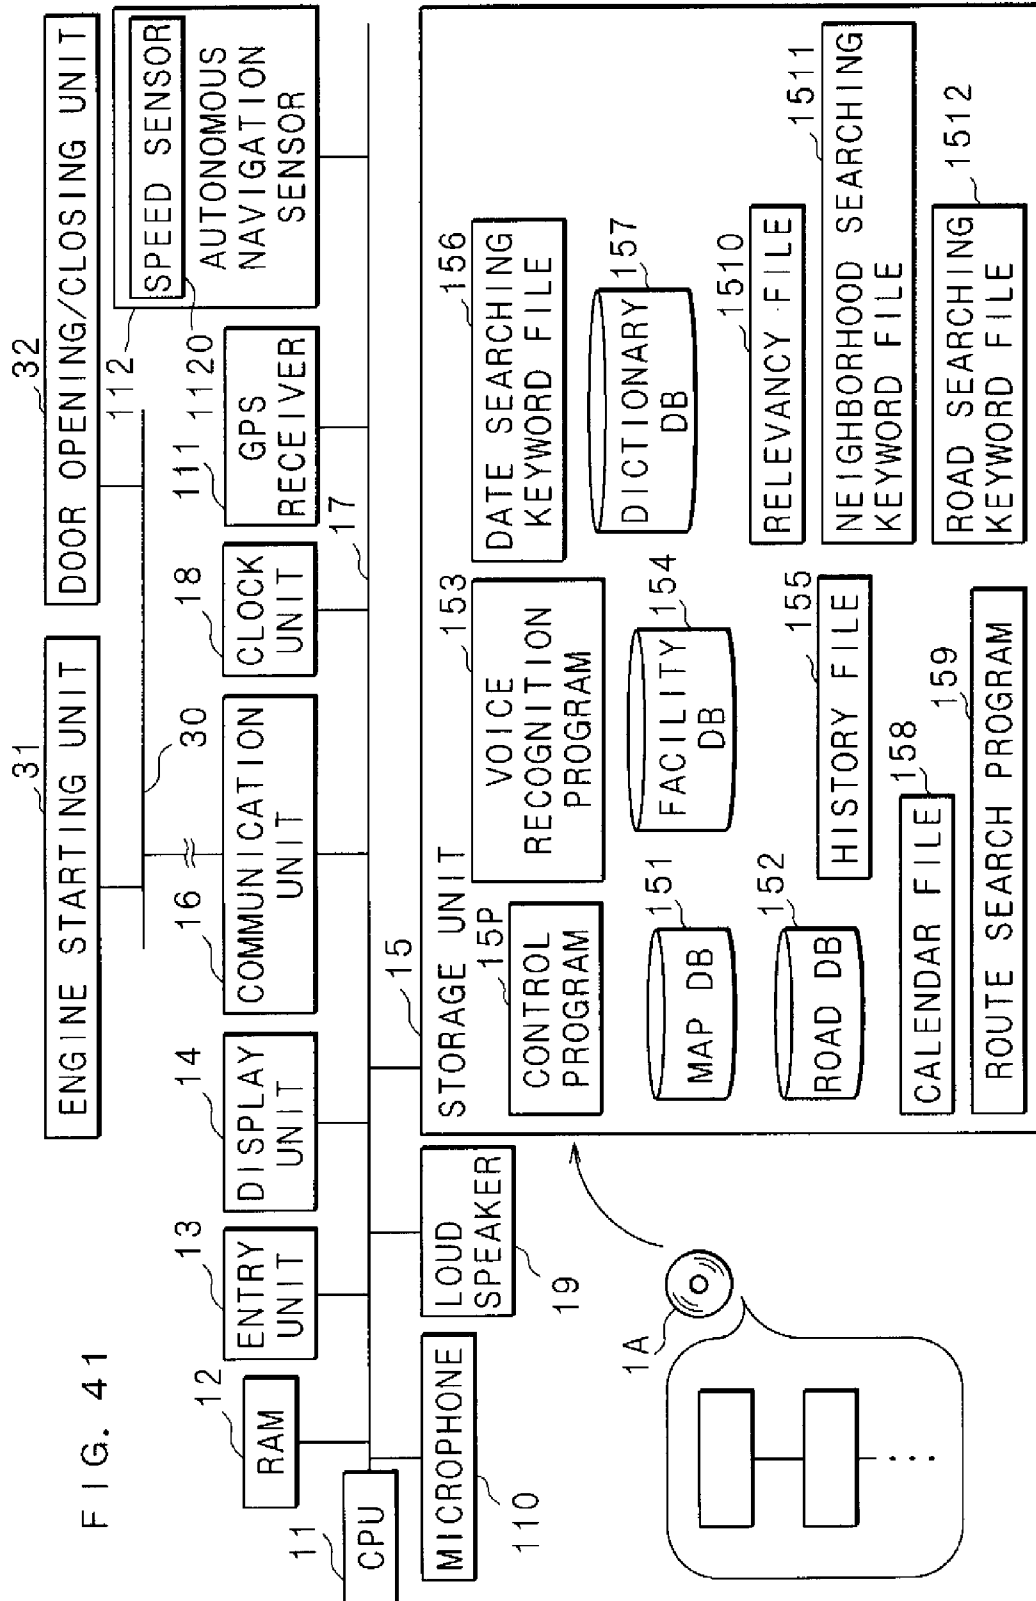 FIG. 41
31
ENGINE STARTING UNIT
32
DOOR OPENING/CLOSING UNIT
30
11
CPU
12
RAM
13
ENTRY
UNIT
14
DISPLAY
UNIT
16
COMMUNICATION
UNIT
18
CLOCK
UNIT
111
GPS
RECEIVER
112
1120
SPEED SENSOR
AUTONOMOUS
NAVIGATION
SENSOR
17
110
MICROPHONE
19
LOUD
SPEAKER
15
STORAGE UNIT
15P
CONTROL
PROGRAM
153
VOICE
RECOGNITION
PROGRAM
156
DATE SEARCHING
KEYWORD FILE
151
MAP DB
154
FACILITY
DB
157
DICTIONARY
DB
152
ROAD DB
155
HISTORY FILE
1510
RELEVANCY FILE
1511
NEIGHBORHOOD SEARCHING
KEYWORD FILE
158
CALENDAR FILE
159
ROUTE SEARCH PROGRAM
1512
ROAD SEARCHING
KEYWORD FILE
1A